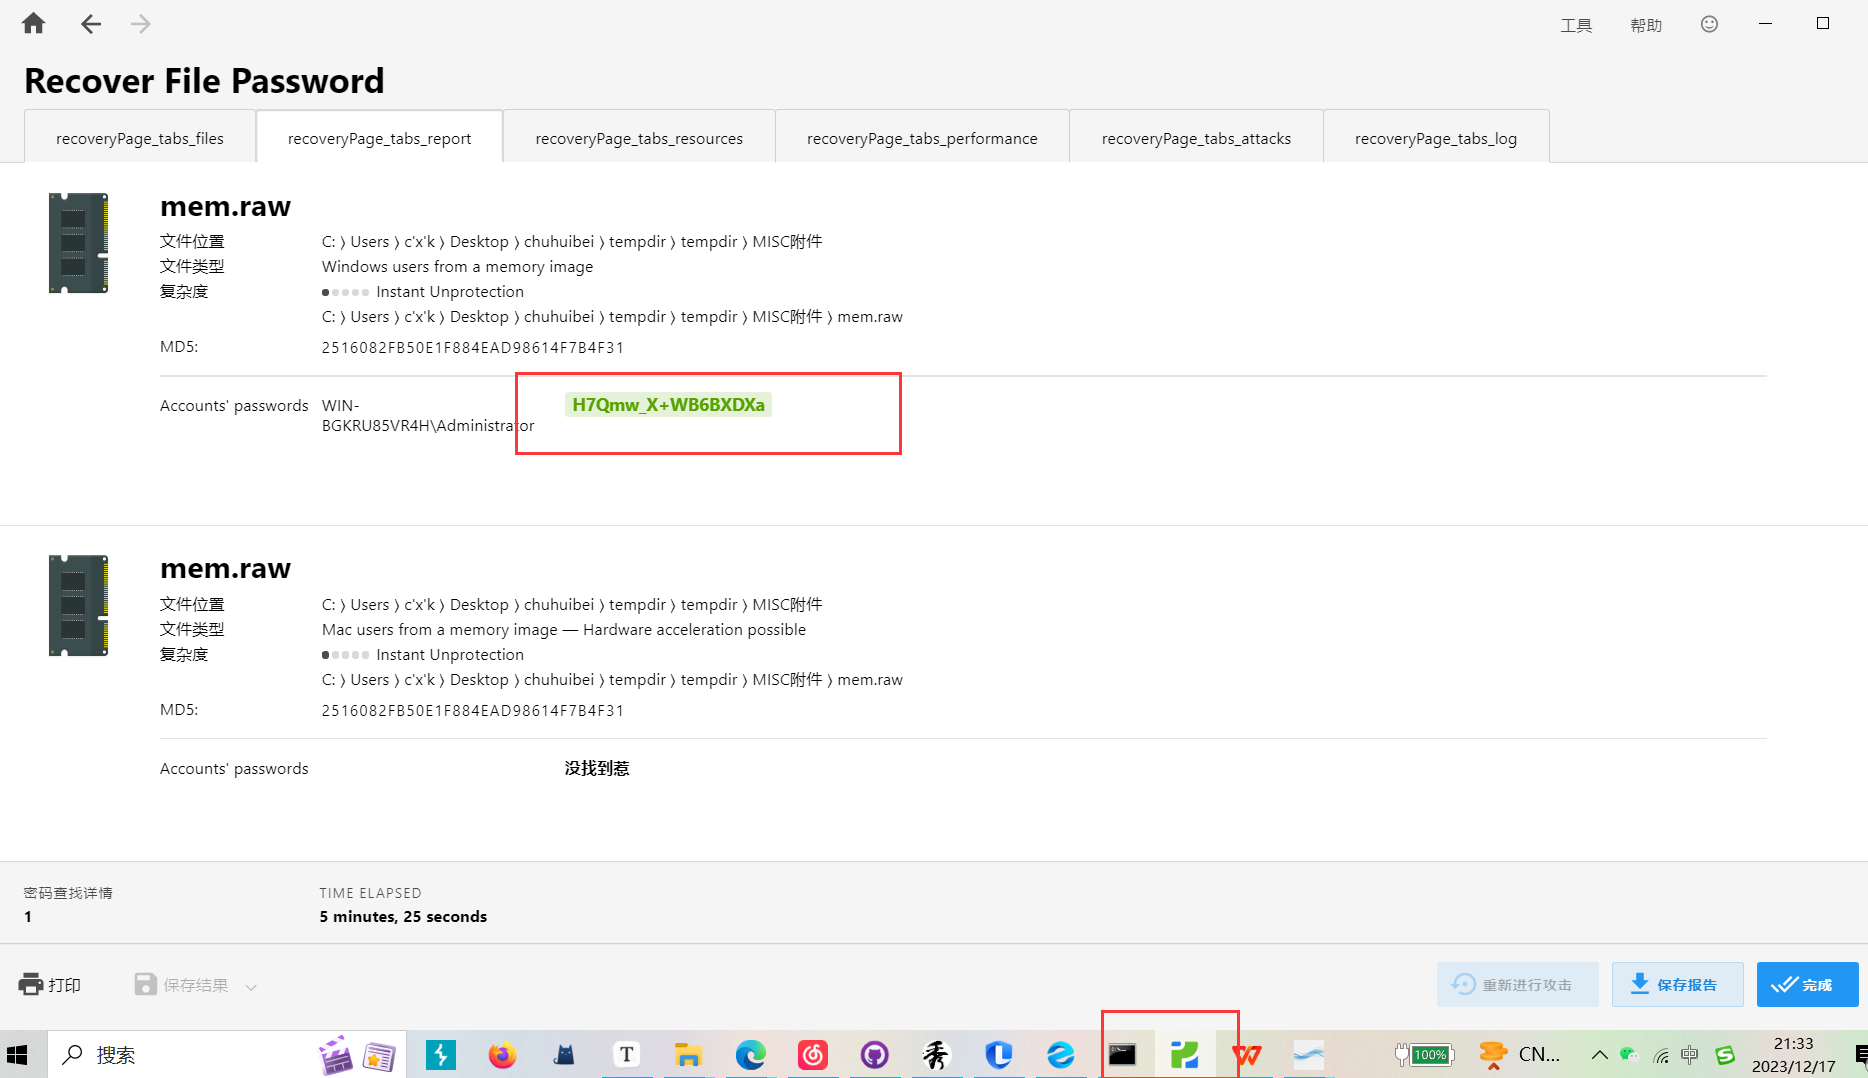 工具 帮助
Recover File Password
recoveryPage_tabs_files recoveryPage_tabs_report recoveryPage_tabs_resources recoveryPage_tabs_performance recoveryPage_tabs_attacks recoveryPage_tabs_log
mem.raw
文件位置 C: ⟩ Users ⟩ c'x'k ⟩ Desktop ⟩ chuhuibei ⟩ tempdir ⟩ tempdir ⟩ MISC附件
文件类型 Windows users from a memory image
复杂度 Instant Unprotection
C: ⟩ Users ⟩ c'x'k ⟩ Desktop ⟩ chuhuibei ⟩ tempdir ⟩ tempdir ⟩ MISC附件 ⟩ mem.raw
MD5: 2516082FB50E1F884EAD98614F7B4F31
Accounts' passwords WIN- H7Qmw_X+WB6BXDXa
BGKRU85VR4H\Administrator
mem.raw
文件位置 C: ⟩ Users ⟩ c'x'k ⟩ Desktop ⟩ chuhuibei ⟩ tempdir ⟩ tempdir ⟩ MISC附件
文件类型 Mac users from a memory image — Hardware acceleration possible
复杂度 Instant Unprotection
C: ⟩ Users ⟩ c'x'k ⟩ Desktop ⟩ chuhuibei ⟩ tempdir ⟩ tempdir ⟩ MISC附件 ⟩ mem.raw
MD5: 2516082FB50E1F884EAD98614F7B4F31
Accounts' passwords 没找到惹
密码查找详情 TIME ELAPSED
1 5 minutes, 25 seconds
打印 保存结果 重新进行攻击 保存报告 完成
搜索 T 秀 100% CN... 中 S 21:33
2023/12/17